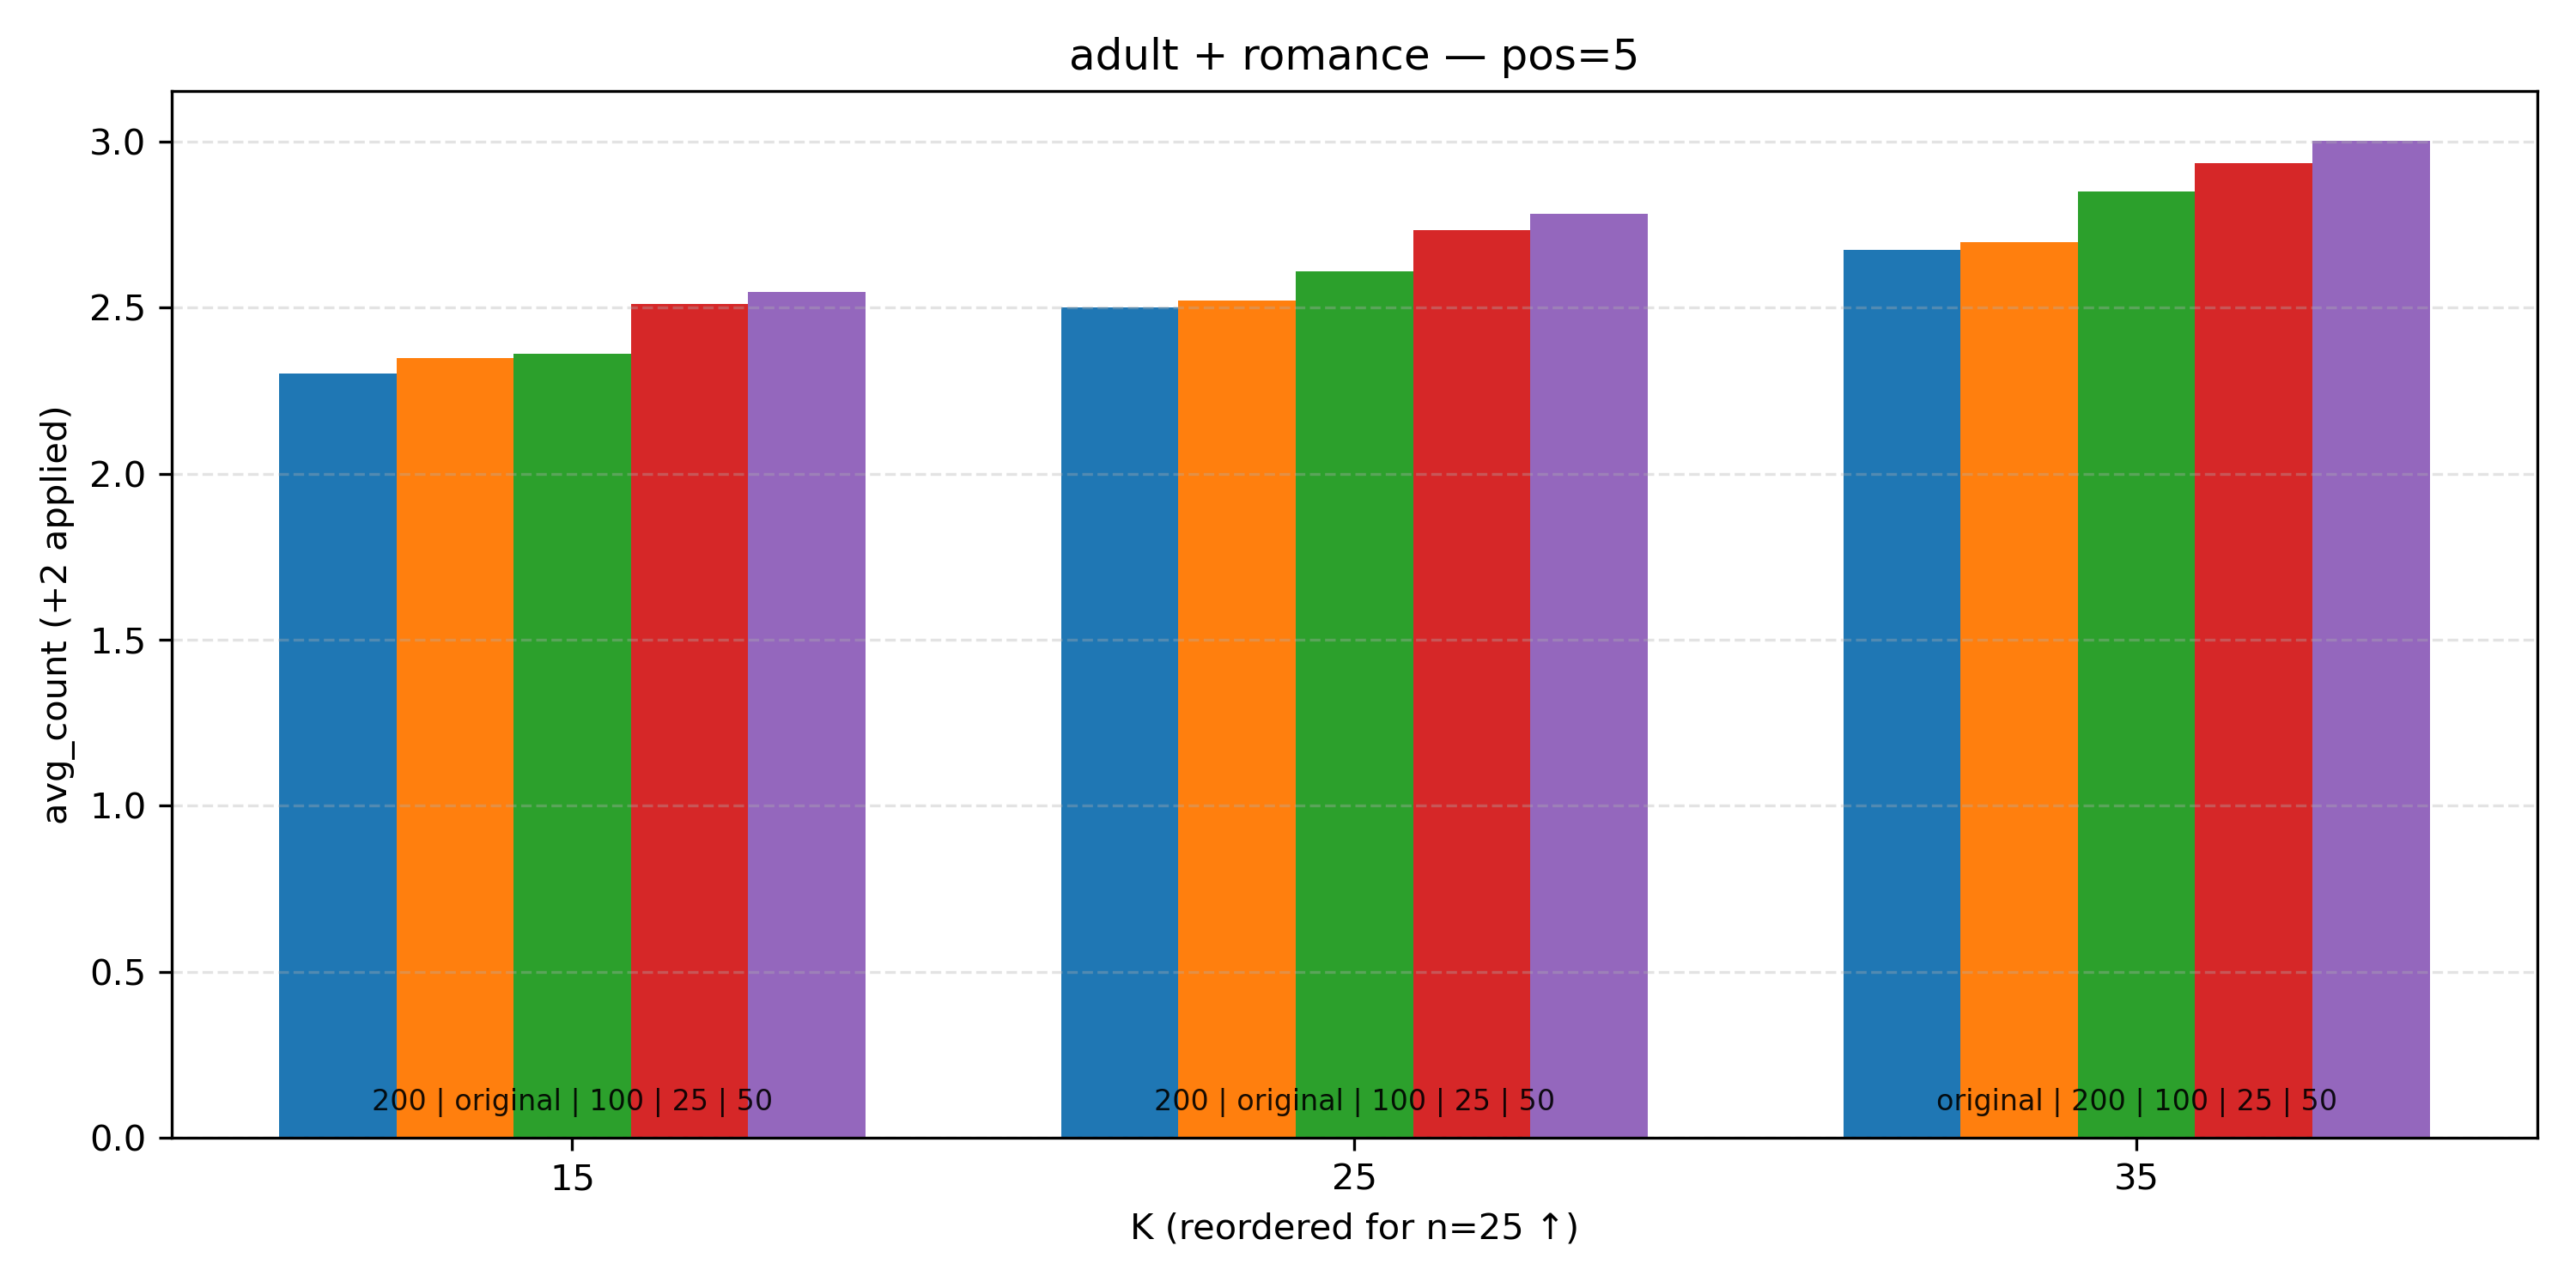 adult + romance — pos=5
avg_count (+2 applied)
3.0
2.5
2.0
1.5
1.0
0.5
0.0
200 | original | 100 | 25 | 50
200 | original | 100 | 25 | 50
original | 200 | 100 | 25 | 50
15
25
35
K (reordered for n=25 ↑)